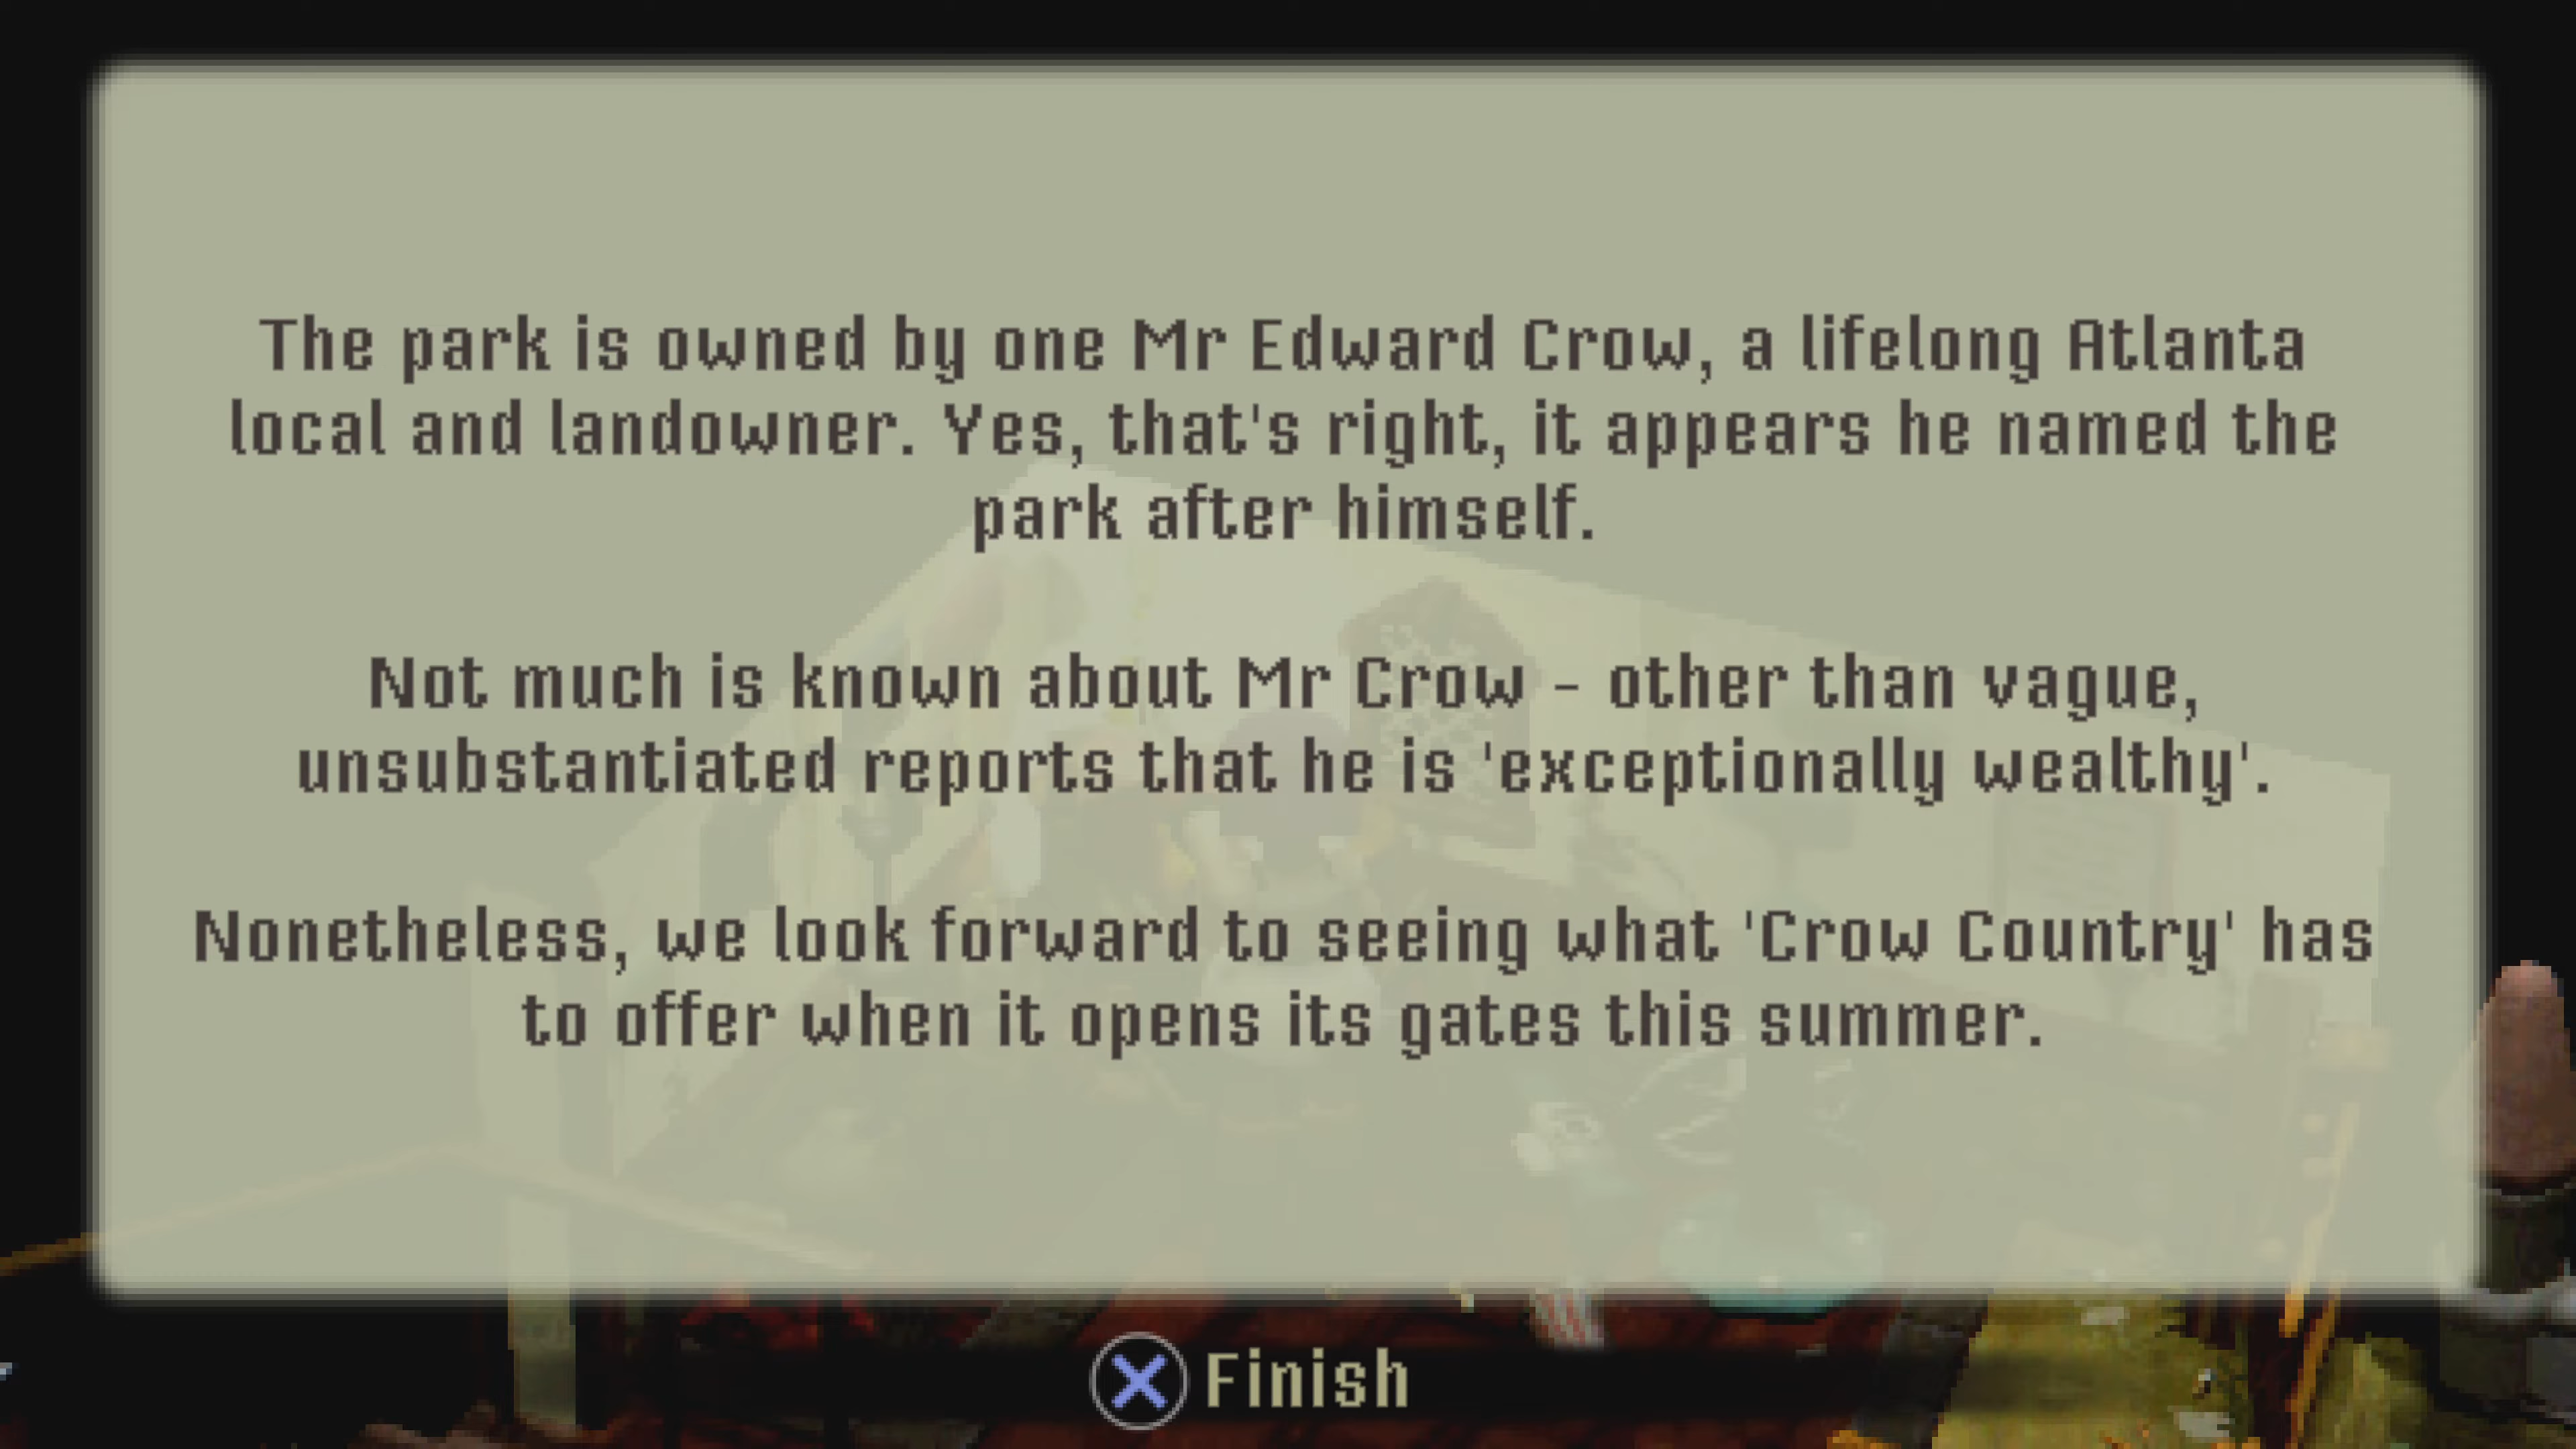 The park is owned by one Mr Edward Crow, a lifelong Atlanta
local and landowner. Yes, that's right, it appears he named the
park after himself.
Not much is known about Mr Crow - other than vague,
unsubstantiated reports that he is 'exceptionally wealthy'.
Nonetheless, we look forward to seeing what 'Crow Country' has
to offer when it opens its gates this summer.
Finish